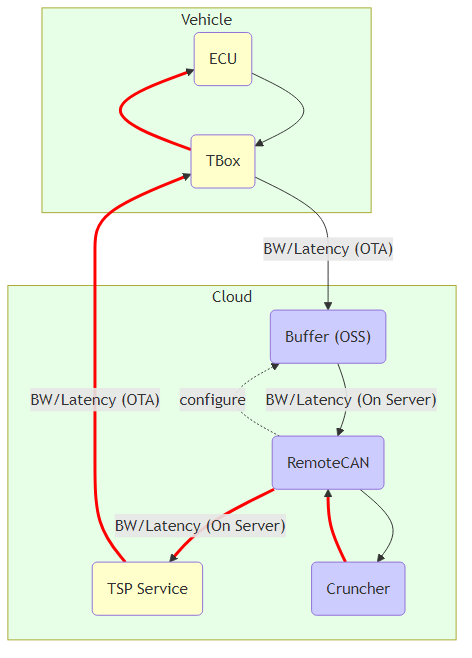 Vehicle
ECU
TBox
BW/Latency (OTA)
Cloud
Buffer (OSS)
BW/Latency (OTA)
configure
BW/Latency (On Server)
RemoteCAN
BW/Latency (On Server)
TSP Service
Cruncher